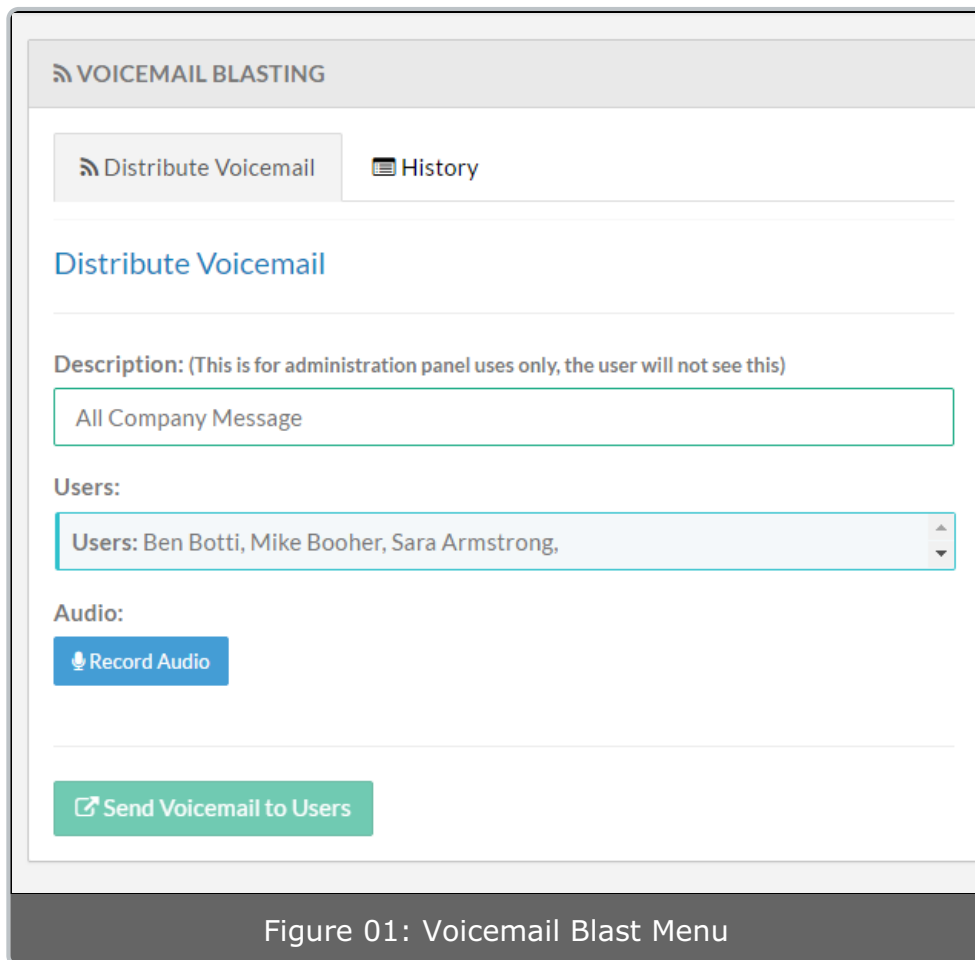 VOICEMAIL BLASTING
Distribute Voicemail
History
Distribute Voicemail
Description: (This is for administration panel uses only, the user will not see this)
All Company Message
Users:
Users: Ben Botti, Mike Booher, Sara Armstrong,
Audio:
Record Audio
Send Voicemail to Users
Figure 01: Voicemail Blast Menu